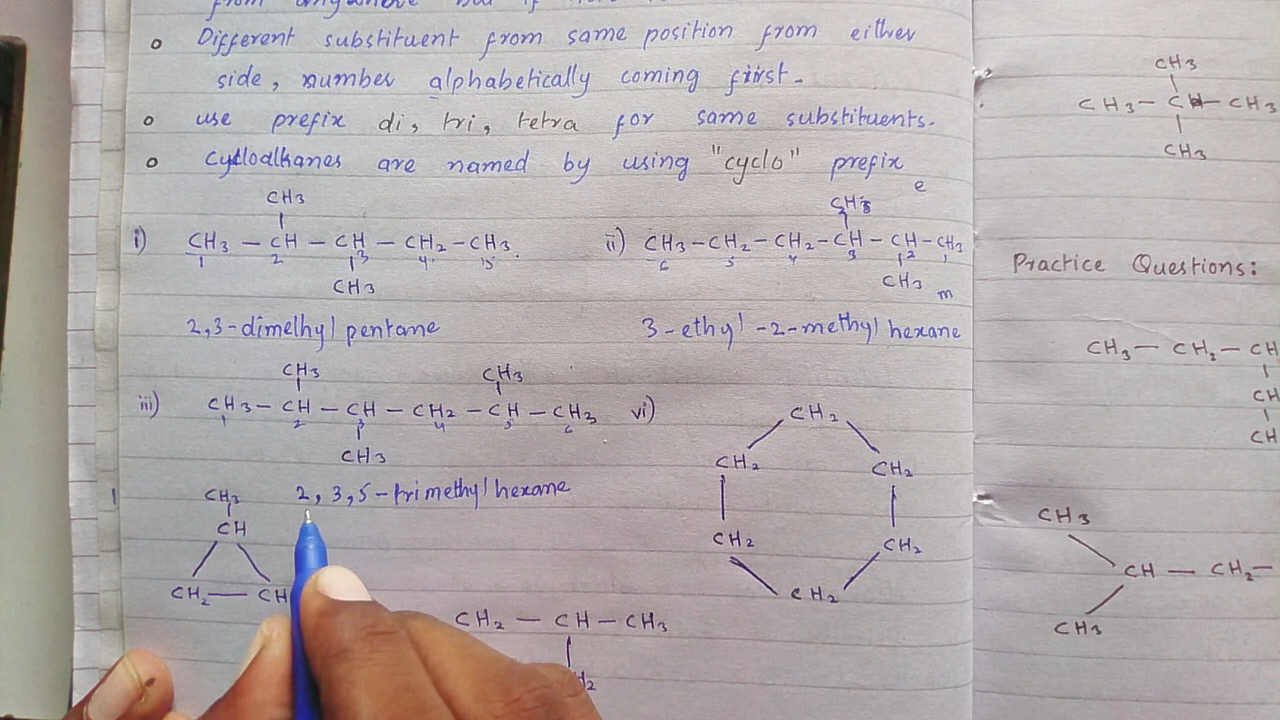 Different substituent from same position from either
side, number alphabetically coming first.
use prefix di, tri, tetra for same substituents.
Cycloalkanes are named by using "cyclo" prefix
e
CH3
i) CH3 — CH — CH — CH2 — CH3.
1 2 3 4 5
CH3
2,3-dimethyl pentane
CH3
ii) CH3 — CH2 — CH2 — CH — CH — CH3
6 5 4 3 2 1
CH3 m
3-ethyl-2-methyl hexane
CH3 CH3
iii) CH3 — CH — CH — CH2 — CH — CH3
1 2 3 4 5 6
CH3
2, 3, 5-trimethyl hexane
CH3
CH
CH2 — CH
vi) CH2
CH2 CH2
CH2 CH2
CH2
CH2 — CH — CH3
CH3
CH3 — CH — CH3
CH3
Practice Questions:
CH3 — CH2 — CH
CH
CH
CH3
CH — CH2 —
CH3